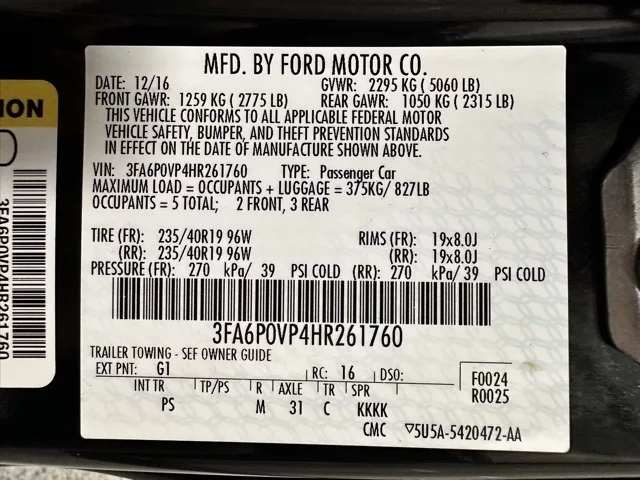 MFD. BY FORD MOTOR CO.
DATE: 12/16 GVWR: 2295 KG ( 5060 LB)
FRONT GAWR: 1259 KG ( 2775 LB) REAR GAWR: 1050 KG ( 2315 LB)
THIS VEHICLE CONFORMS TO ALL APPLICABLE FEDERAL MOTOR
VEHICLE SAFETY, BUMPER, AND THEFT PREVENTION STANDARDS
IN EFFECT ON THE DATE OF MANUFACTURE SHOWN ABOVE.
VIN: 3FA6P0VP4HR261760 TYPE: Passenger Car
MAXIMUM LOAD = OCCUPANTS + LUGGAGE = 375KG/ 827LB
OCCUPANTS = 5 TOTAL; 2 FRONT, 3 REAR
TIRE (FR): 235/40R19 96W RIMS (FR): 19x8.0J
(RR): 235/40R19 96W (RR): 19x8.0J
PRESSURE (FR): 270 kPa/ 39 PSI COLD (RR): 270 kPa/ 39 PSI COLD
3FA6P0VP4HR261760
TRAILER TOWING - SEE OWNER GUIDE
EXT PNT: G1 RC: 16 DSO: F0024
INT TR TP/PS R AXLE TR SPR R0025
PS M 31 C KKKK
CMC ▽5U5A-5420472-AA
ION
3FA6P0VP4HR261760